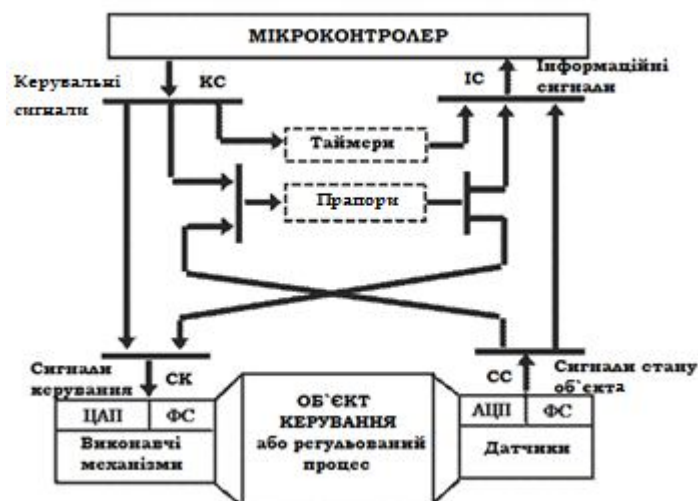 МІКРОКОНТРОЛЕР
Керувальні
сигнали
КС
ІС
Інформаційні
сигнали
Таймери
Прапори
Сигнали
керування
СК
СС
Сигнали стану
об`єкта
ЦАП
ФС
Виконавчі
механізми
ОБ`ЄКТ
КЕРУВАННЯ
або регульований
процес
АЦП
ФС
Датчики